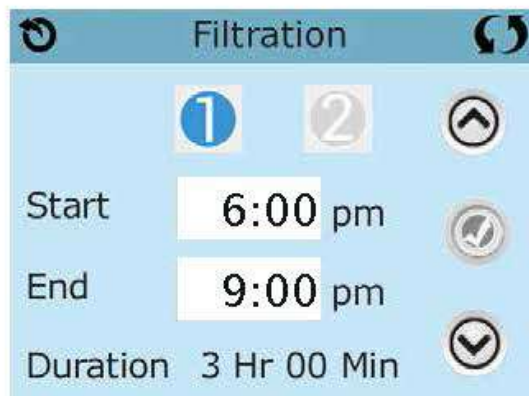 Filtration
1 2
Start 6:00 pm
End 9:00 pm
Duration 3 Hr 00 Min